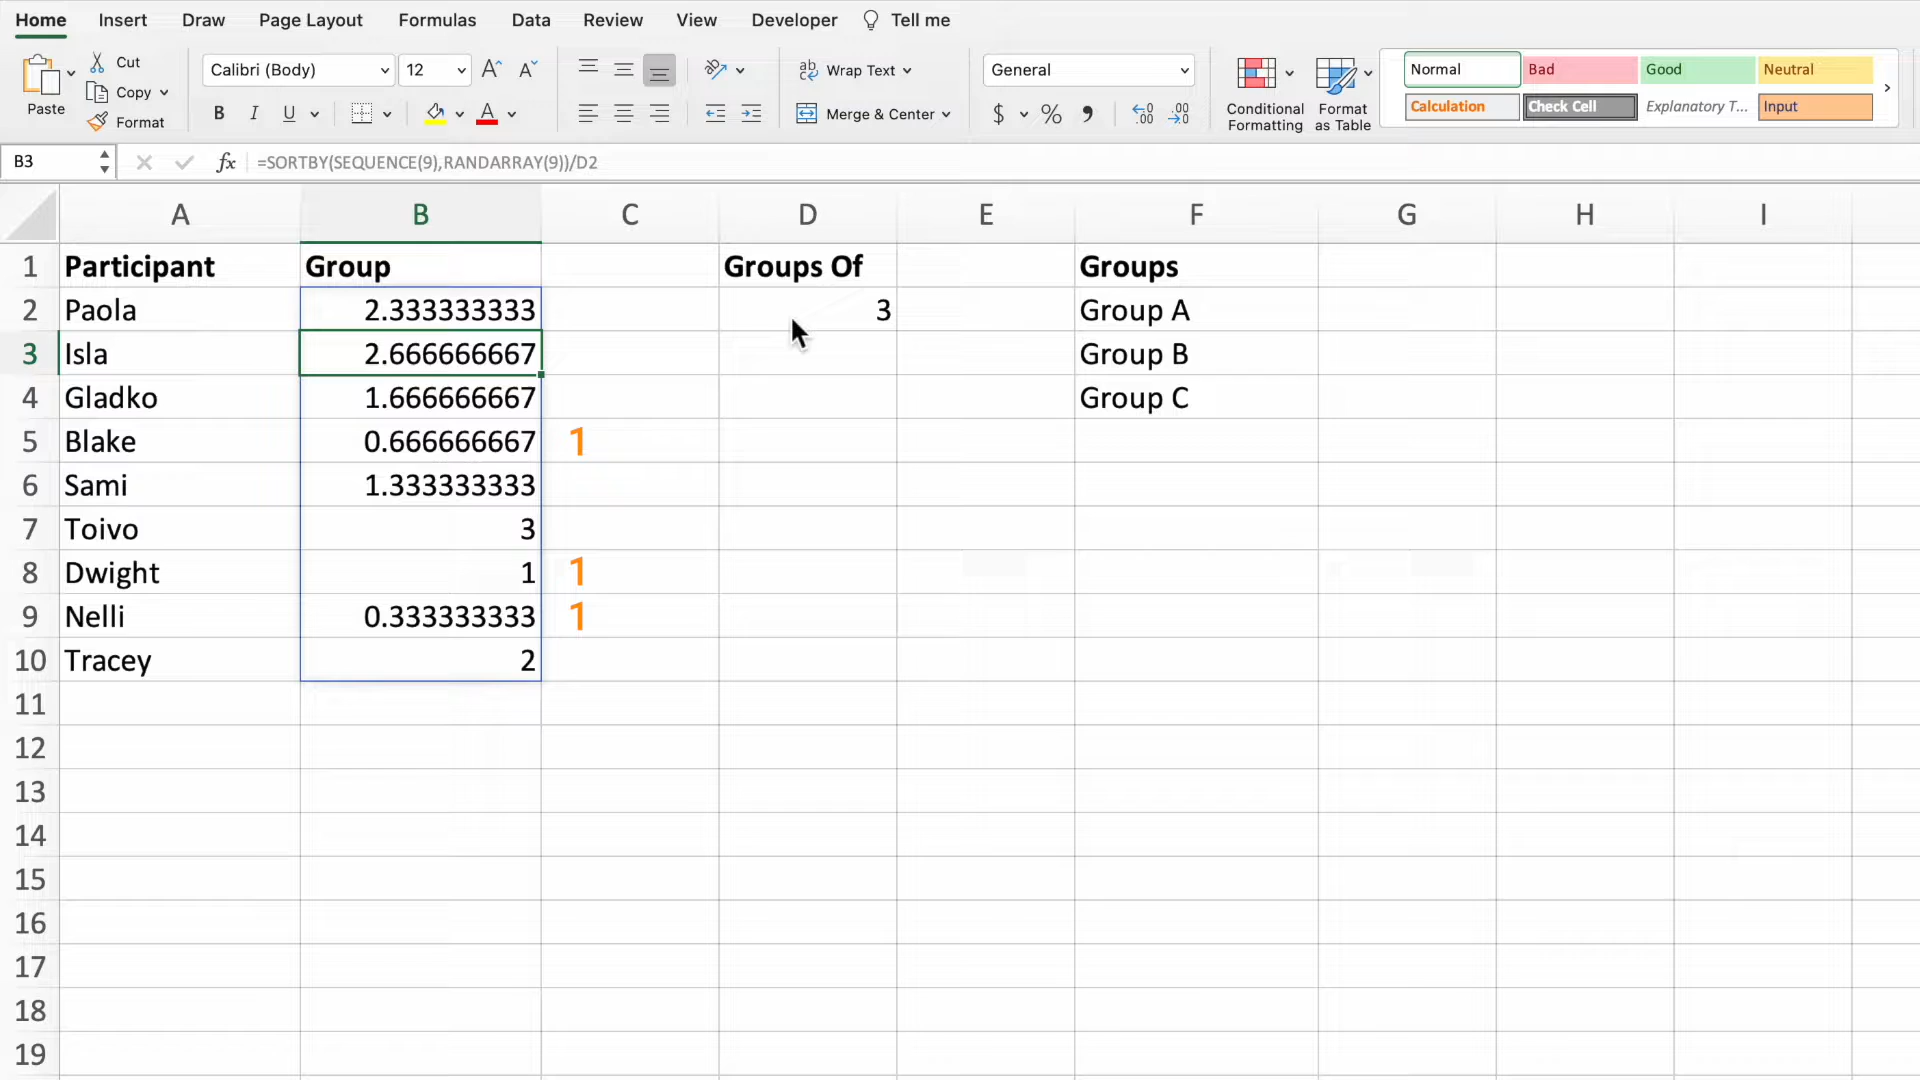 Home Insert Draw Page Layout Formulas Data Review View Developer Tell me
Paste
Cut
Copy
Format
Calibri (Body) 12 A^ A˅
B I U A
ab Wrap Text
Merge & Center
General
$ % 9 .00
Conditional Formatting
Format as Table
Normal Bad Good Neutral
Calculation Check Cell Explanatory T... Input
B3 fx =SORTBY(SEQUENCE(9),RANDARRAY(9))/D2
A B C D E F G H I
1 Participant Group Groups Of Groups
2 Paola 2.333333333 3 Group A
3 Isla 2.666666667 Group B
4 Gladko 1.666666667 Group C
5 Blake 0.666666667 1
6 Sami 1.333333333
7 Toivo 3
8 Dwight 1 1
9 Nelli 0.333333333 1
10 Tracey 2
11
12
13
14
15
16
17
18
19